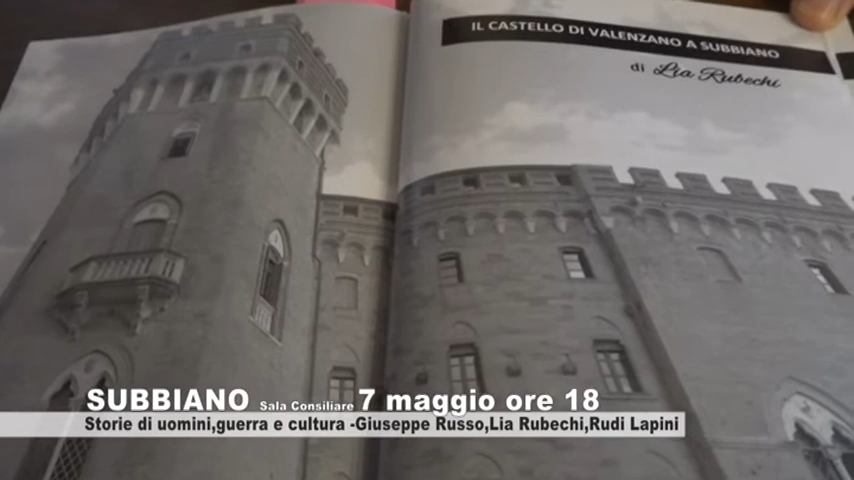 IL CASTELLO DI VALENZANO A SUBBIANO
di Lia Rubechi
SUBBIANO Sala Consiliare 7 maggio ore 18
Storie di uomini,guerra e cultura -Giuseppe Russo,Lia Rubechi,Rudi Lapini